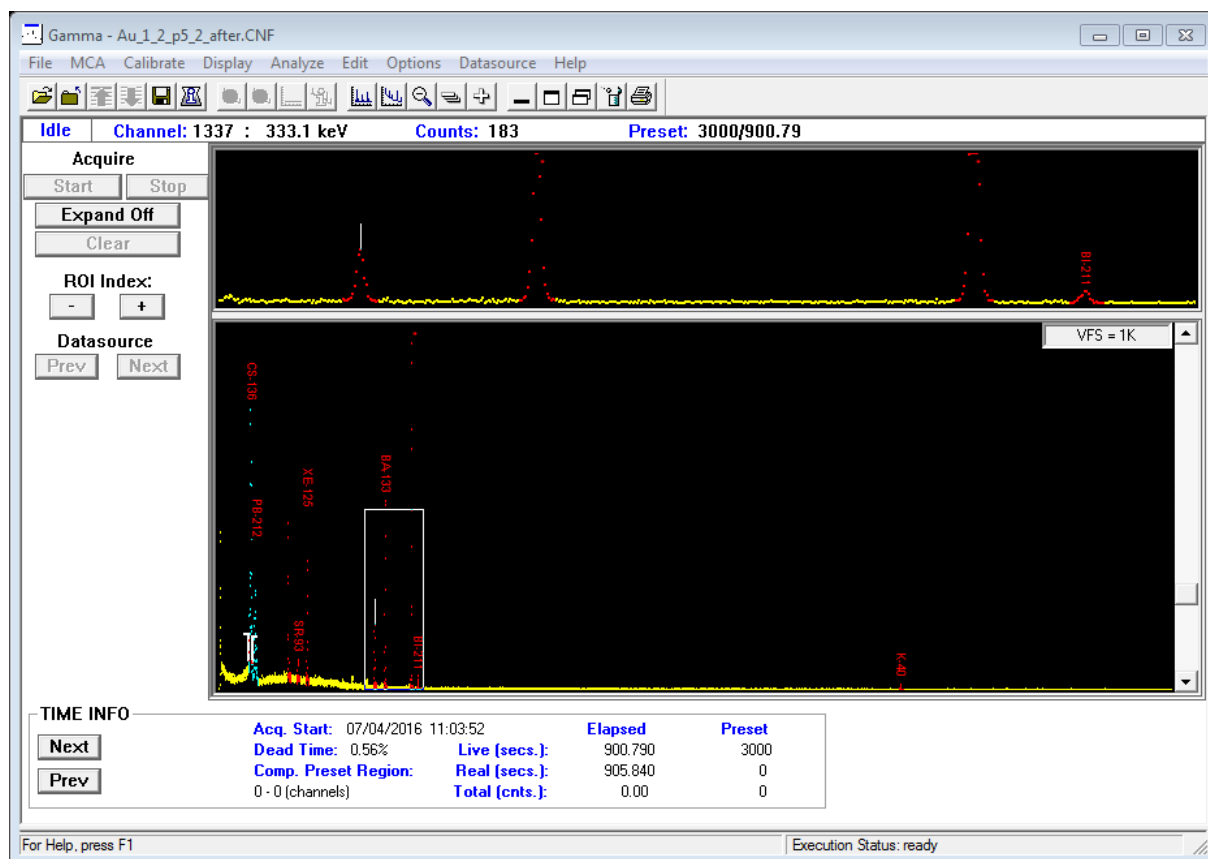 Gamma - Au_1_2_p5_2_after.CNF
File MCA Calibrate Display Analyze Edit Options Datasource Help
Idle Channel: 1337 : 333.1 keV Counts: 183 Preset: 3000/900.79
Acquire
Start Stop
Expand Off
Clear
ROI Index:
- +
Datasource
Prev Next
BI-211
VFS = 1K
CS-136
PB-212
XE-125
SR-93
BA-133
BI-211
K-40
TIME INFO
Next
Prev
Acq. Start: 07/04/2016 11:03:52 Elapsed Preset
Dead Time: 0.56% Live (secs.): 900.790 3000
Comp. Preset Region: Real (secs.): 905.840 0
0 - 0 (channels) Total (cnts.): 0.00 0
For Help, press F1 Execution Status: ready